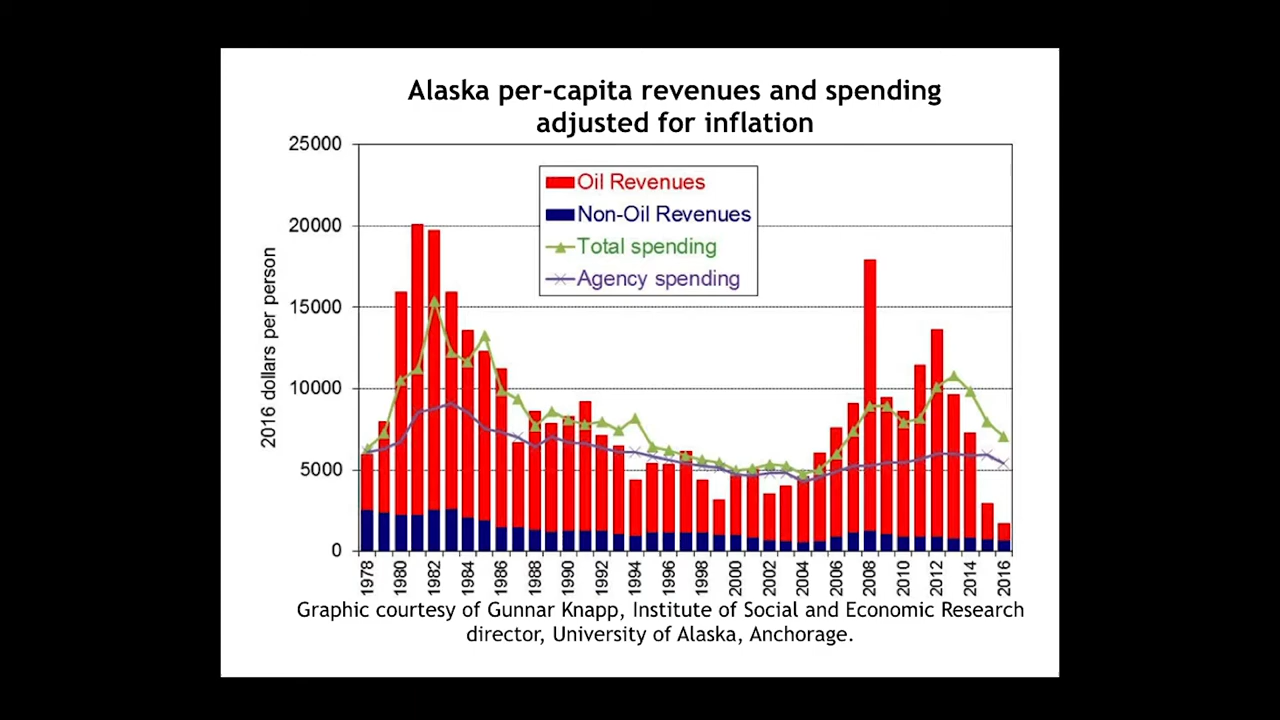 Alaska per-capita revenues and spending
adjusted for inflation
25000
20000
15000
10000
5000
0
2016 dollars per person
Oil Revenues
Non-Oil Revenues
Total spending
Agency spending
1978
1980
1982
1984
1986
1988
1990
1992
1994
1996
1998
2000
2002
2004
2006
2008
2010
2012
2014
2016
Graphic courtesy of Gunnar Knapp, Institute of Social and Economic Research
director, University of Alaska, Anchorage.